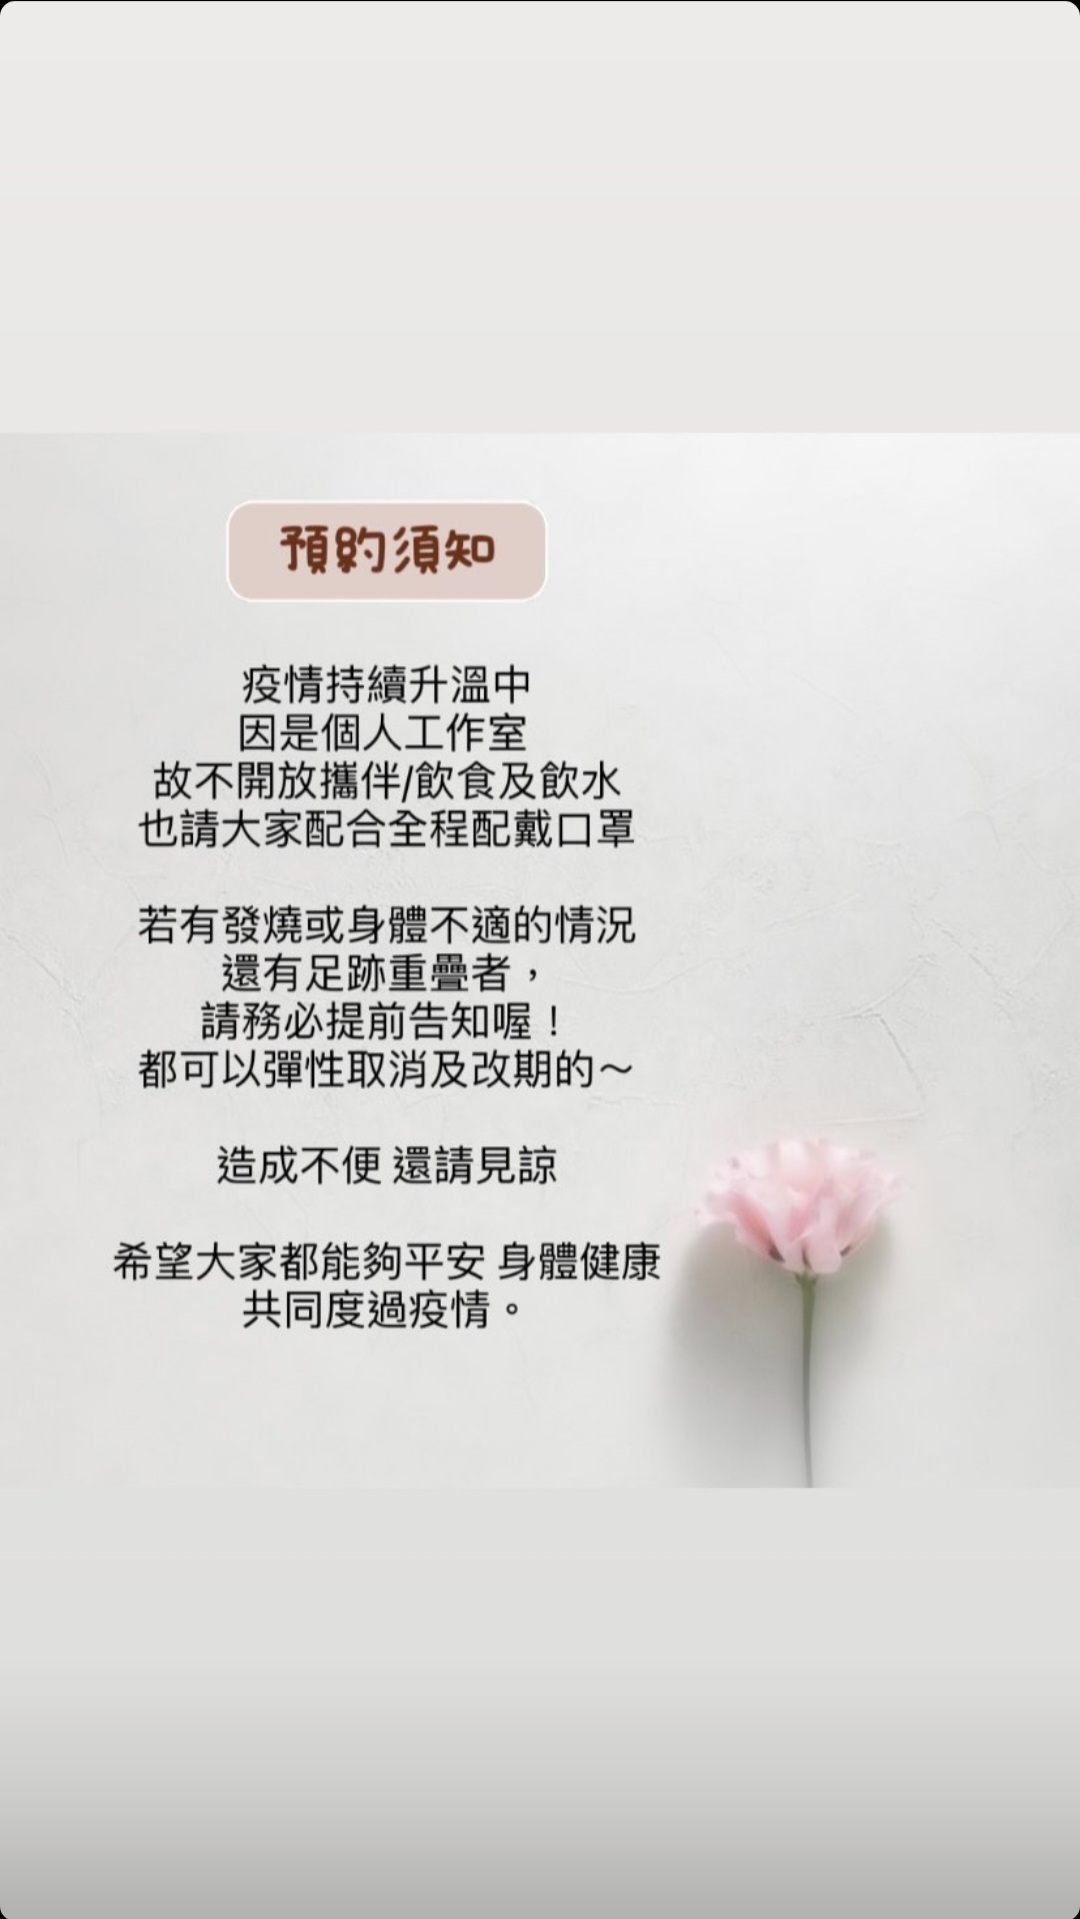 預約須知
疫情持續升溫中
因是個人工作室
故不開放攜伴/飲食及飲水
也請大家配合全程配戴口罩
若有發燒或身體不適的情況
還有足跡重疊者，
請務必提前告知喔！
都可以彈性取消及改期的～
造成不便 還請見諒
希望大家都能夠平安 身體健康
共同度過疫情。